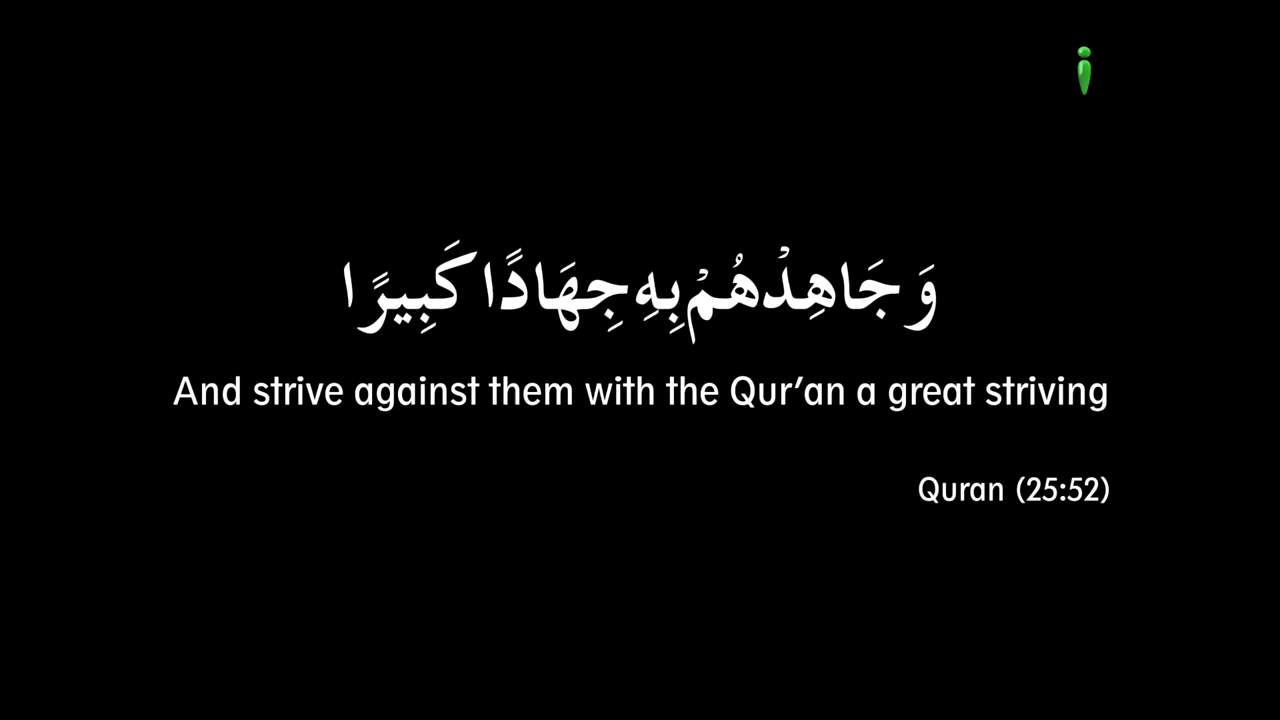 وَجَاهِدْهُمْ بِهِ جِهَادًا كَبِيرًا
And strive against them with the Qur’an a great striving
Quran (25:52)